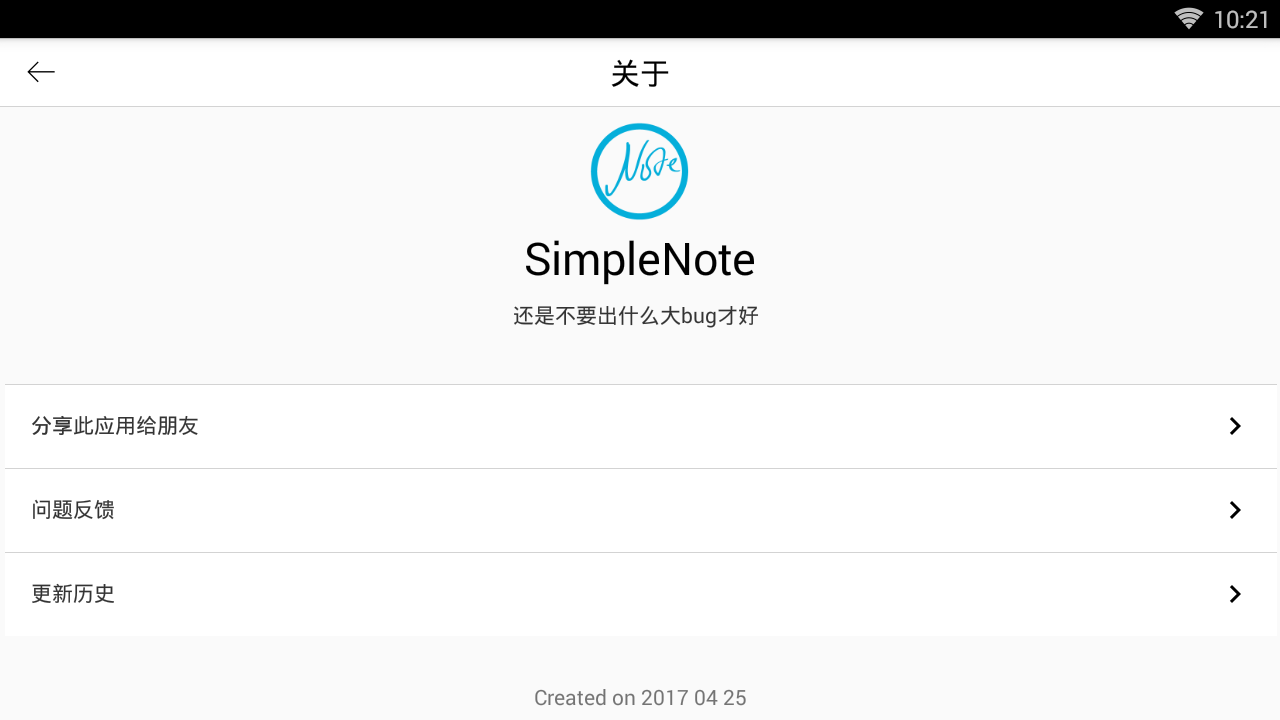 10:21
关于
Note
SimpleNote
还是不要出什么大bug才好
分享此应用给朋友
问题反馈
更新历史
Created on 2017 04 25